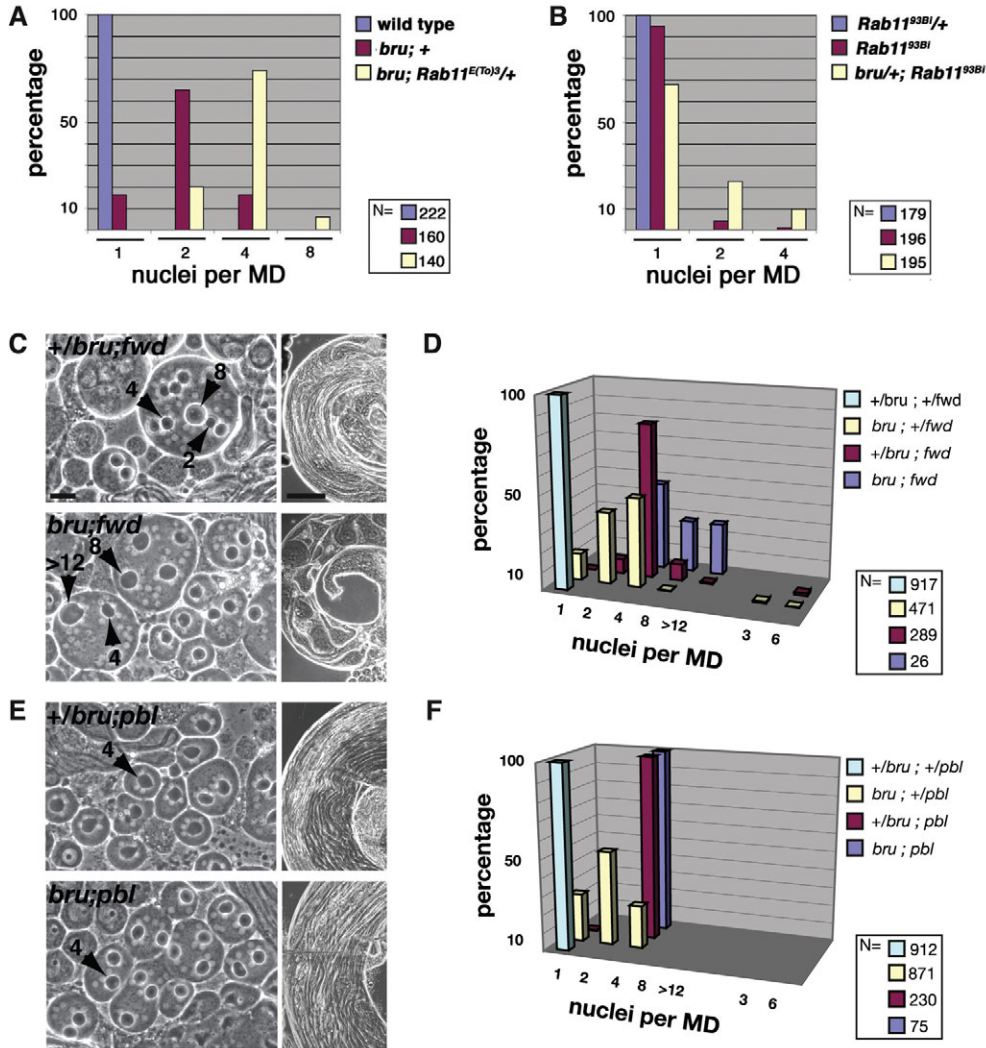 A
percentage
100
50
10
1 2 4 8
nuclei per MD
wild type
bru; +
bru; Rab11E(To)3/+
N= 222
160
140
B
percentage
100
50
10
1 2 4
nuclei per MD
Rab1193Bi/+
Rab1193Bi
bru/+; Rab1193Bi
N= 179
196
195
C
+/bru;fwd
4
8
2
bru;fwd
>12
8
4
D
percentage
100
50
10
1 2 4 8 >12 3 6
nuclei per MD
+/bru ; +/fwd
bru ; +/fwd
+/bru ; fwd
bru ; fwd
N= 917
471
289
26
E
+/bru;pbl
4
bru;pbl
4
F
percentage
100
50
10
1 2 4 8 >12 3 6
nuclei per MD
+/bru ; +/pbl
bru ; +/pbl
+/bru ; pbl
bru ; pbl
N= 912
871
230
75